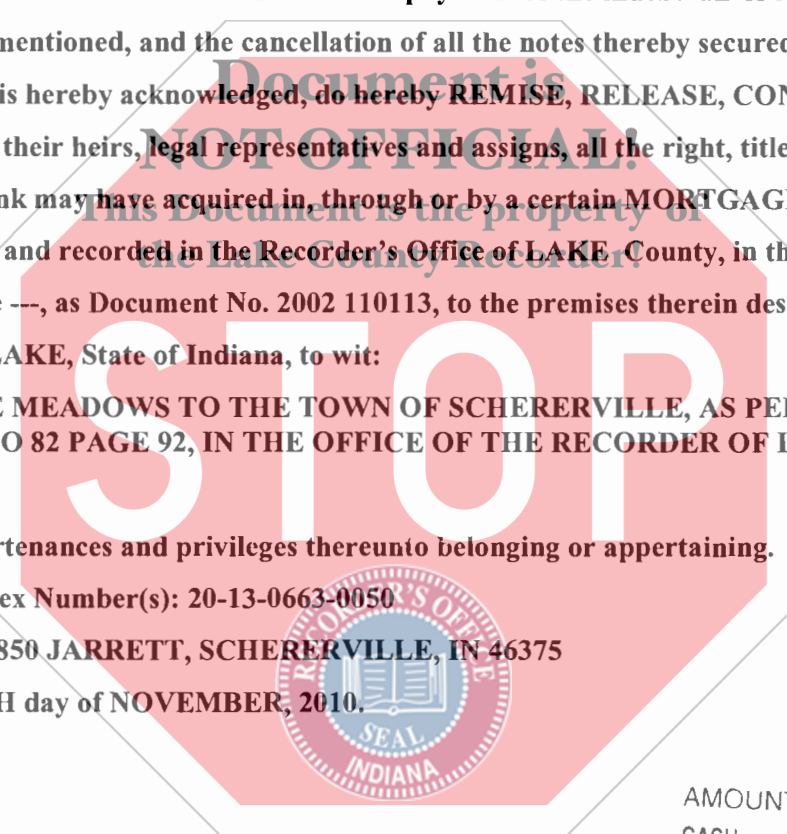 mentioned, and the cancellation of all the notes thereby secured
Document is
is hereby acknowledged, do hereby REMISE, RELEASE, CON
NOT OFFICIAL!
their heirs, legal representatives and assigns, all the right, title
nk may have acquired in, through or by a certain MORTGAGE
This Document is the property of
and recorded in the Recorder's Office of LAKE County, in th
the Lake County Recorder!
e ---, as Document No. 2002 110113, to the premises therein des
LAKE, State of Indiana, to wit:
STOP
E MEADOWS TO THE TOWN OF SCHERERVILLE, AS PE
O 82 PAGE 92, IN THE OFFICE OF THE RECORDER OF L
rtenances and privileges thereunto belonging or appertaining.
ex Number(s): 20-13-0663-0050
RECORDER'S OFFICE
850 JARRETT, SCHERERVILLE, IN 46375
H day of NOVEMBER, 2010.
SEAL
INDIANA
AMOUNT